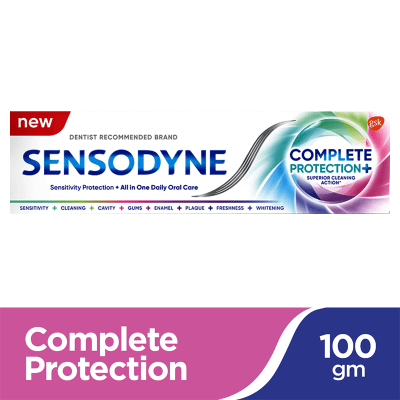 new
DENTIST RECOMMENDED BRAND
SENSODYNE
Sensitivity Protection + All in One Daily Oral Care
SENSITIVITY + CLEANING + CAVITY + GUMS + ENAMEL + PLAQUE + FRESHNESS + WHITENING
gsk
COMPLETE
PROTECTION+
SUPERIOR CLEANING
ACTION*
Complete
Protection
100
gm